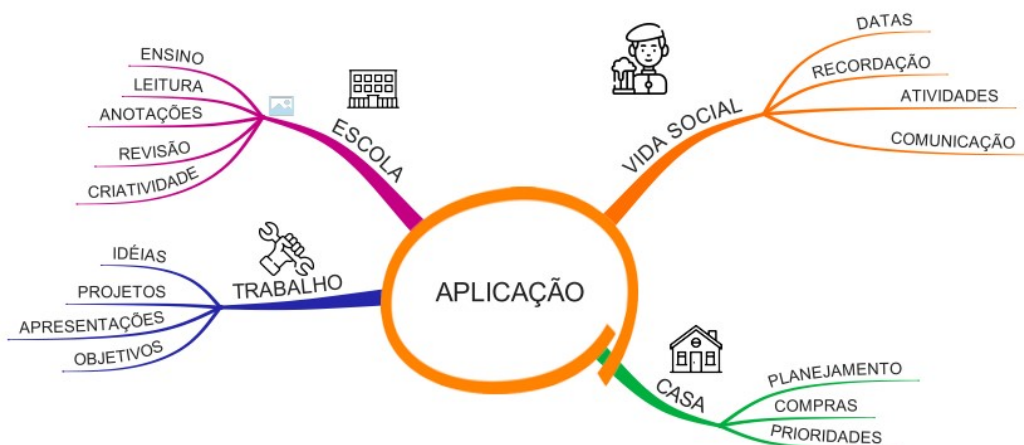 APLICAÇÃO
ESCOLA
ENSINO
LEITURA
ANOTAÇÕES
REVISÃO
CRIATIVIDADE
TRABALHO
IDÉIAS
PROJETOS
APRESENTAÇÕES
OBJETIVOS
VIDA SOCIAL
DATAS
RECORDAÇÃO
ATIVIDADES
COMUNICAÇÃO
CASA
PLANEJAMENTO
COMPRAS
PRIORIDADES